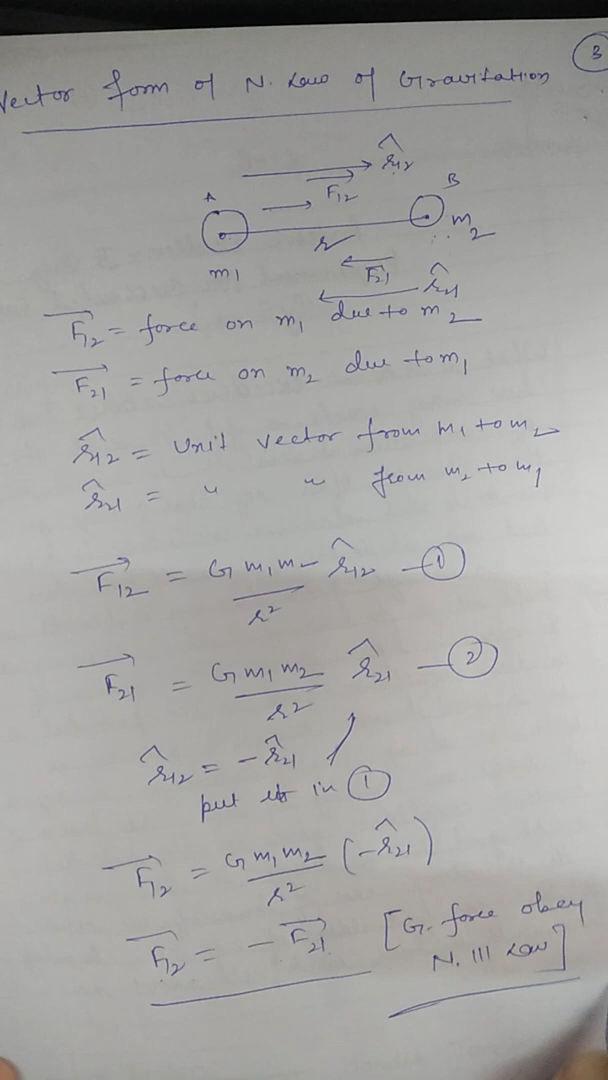 3
Vector form of N. Law of Gravitation
r̂12
F12→
A
B
m1
r
m2
F21→
r̂21
F12→ = force on m1 due to m2
F21→ = force on m2 due to m1
r̂12 = Unit vector from m1 to m2
r̂21 = " " from m2 to m1
F12→ = G m1 m2 / r² r̂12 — ①
F21→ = G m1 m2 / r² r̂21 — ②
r̂12 = − r̂21
put it in ①
F12→ = G m1 m2 / r² (− r̂21)
F12→ = − F21→ [G. force obey
N. III Law]